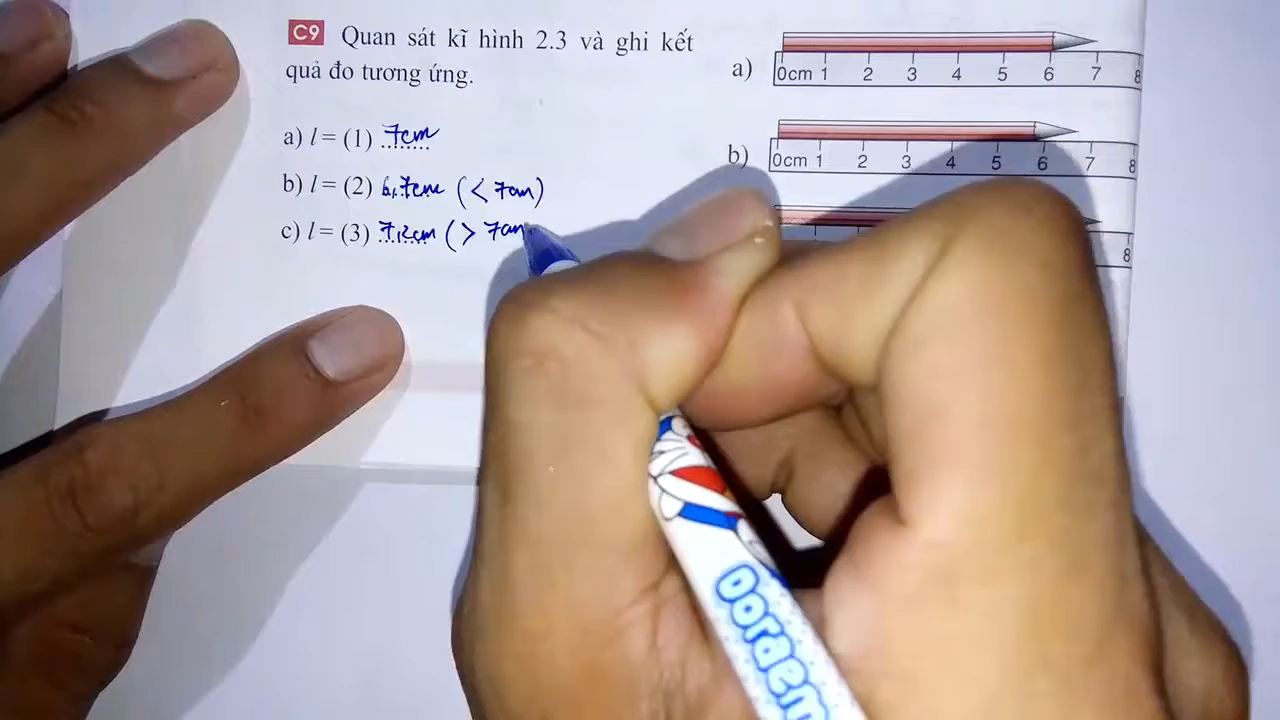 C9 Quan sát kĩ hình 2.3 và ghi kết
quả đo tương ứng.
a) l = (1) 7cm
b) l = (2) 6,7cm (< 7cm)
c) l = (3) 7,2cm (> 7cm
a)
0cm 1 2 3 4 5 6 7 8
b)
0cm 1 2 3 4 5 6 7 8
8
Doraem